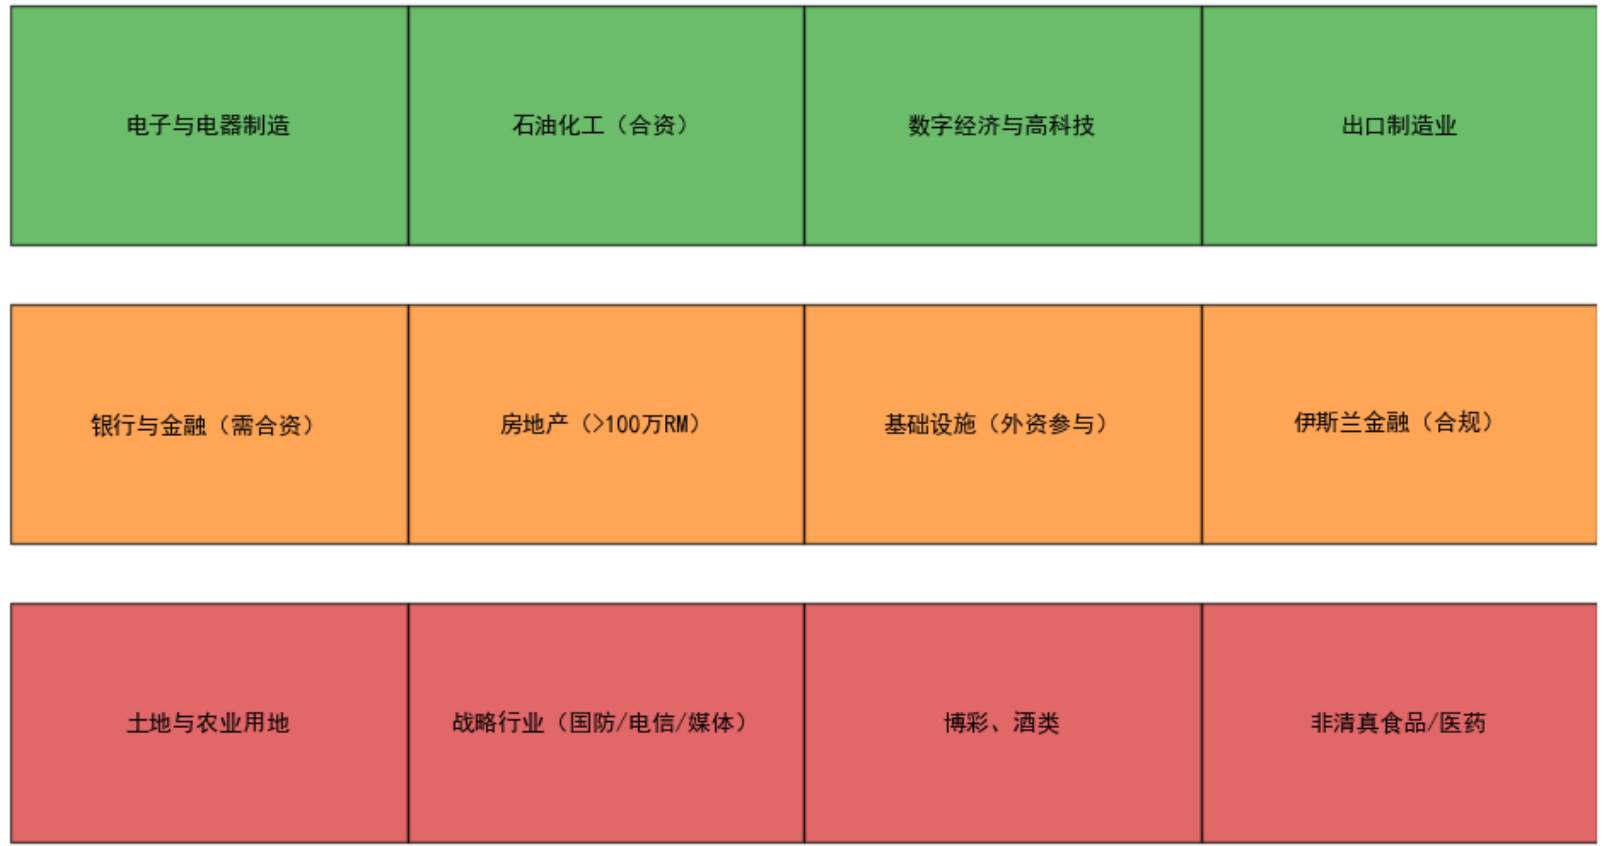 电子与电器制造
石油化工（合资）
数字经济与高科技
出口制造业
银行与金融（需合资）
房地产（>100万RM）
基础设施（外资参与）
伊斯兰金融（合规）
土地与农业用地
战略行业（国防/电信/媒体）
博彩、酒类
非清真食品/医药